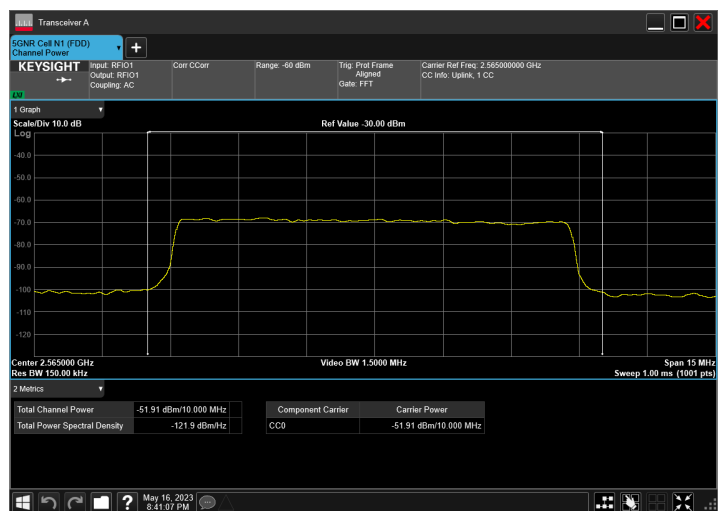 Transceiver A
5GNR Cell N1 (FDD)
Channel Power
KEYSIGHT
Input: RFIO1
Output: RFIO1
Coupling: AC
Corr CCorr
Range: -60 dBm
Trig: Prot Frame
Aligned
Gate: FFT
Carrier Ref Freq: 2.565000000 GHz
CC Info: Uplink, 1 CC
LXI
1 Graph
Scale/Div 10.0 dB
Ref Value -30.00 dBm
Log
-40.0
-50.0
-60.0
-70.0
-80.0
-90.0
-100
-110
-120
Center 2.565000 GHz
Video BW 1.5000 MHz
Span 15 MHz
Res BW 150.00 kHz
Sweep 1.00 ms (1001 pts)
2 Metrics
Total Channel Power -51.91 dBm/10.000 MHz
Total Power Spectral Density -121.9 dBm/Hz
Component Carrier Carrier Power
CC0 -51.91 dBm/10.000 MHz
?
May 16, 2023
8:41:07 PM